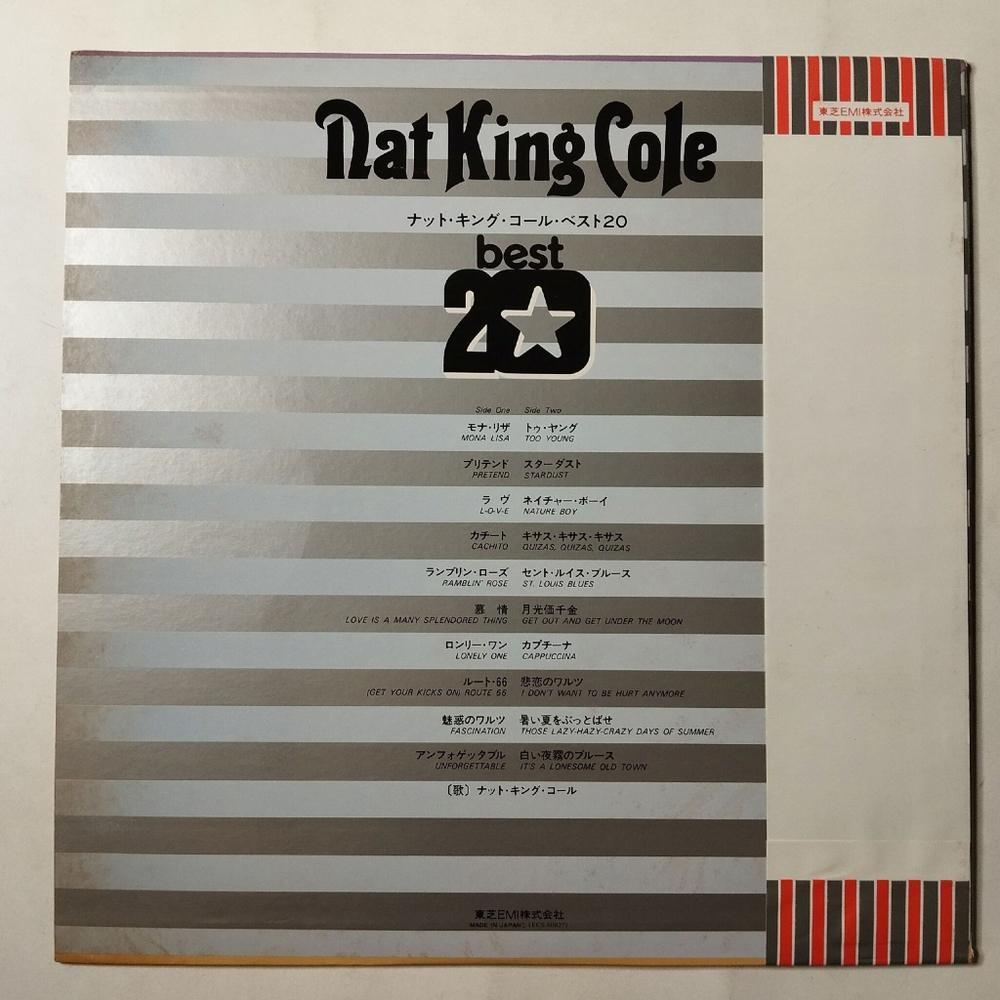 東芝EMI株式会社
Nat King Cole
ナット・キング・コール・ベスト20
best
20
Side One Side Two
モナ・リザ トゥ・ヤング
MONA LISA TOO YOUNG
プリテンド スターダスト
PRETEND STARDUST
ラヴ ネイチャー・ボーイ
L-O-V-E NATURE BOY
カチート キサス・キサス・キサス
CACHITO QUIZAS, QUIZAS, QUIZAS
ランブリン・ローズ セント・ルイス・ブルース
RAMBLIN' ROSE ST. LOUIS BLUES
慕情 月光価千金
LOVE IS A MANY SPLENDORED THING GET OUT AND GET UNDER THE MOON
ロンリー・ワン カプチーナ
LONELY ONE CAPPUCCINA
ルート・66 悲恋のワルツ
(GET YOUR KICKS ON) ROUTE 66 I DON'T WANT TO BE HURT ANYMORE
魅惑のワルツ 暑い夏をぶっとばせ
FASCINATION THOSE LAZY-HAZY-CRAZY DAYS OF SUMMER
アンフォゲッタブル 白い夜霧のブルース
UNFORGETTABLE IT'S A LONESOME OLD TOWN
〔歌〕ナット・キング・コール
東芝EMI株式会社
MADE IN JAPAN